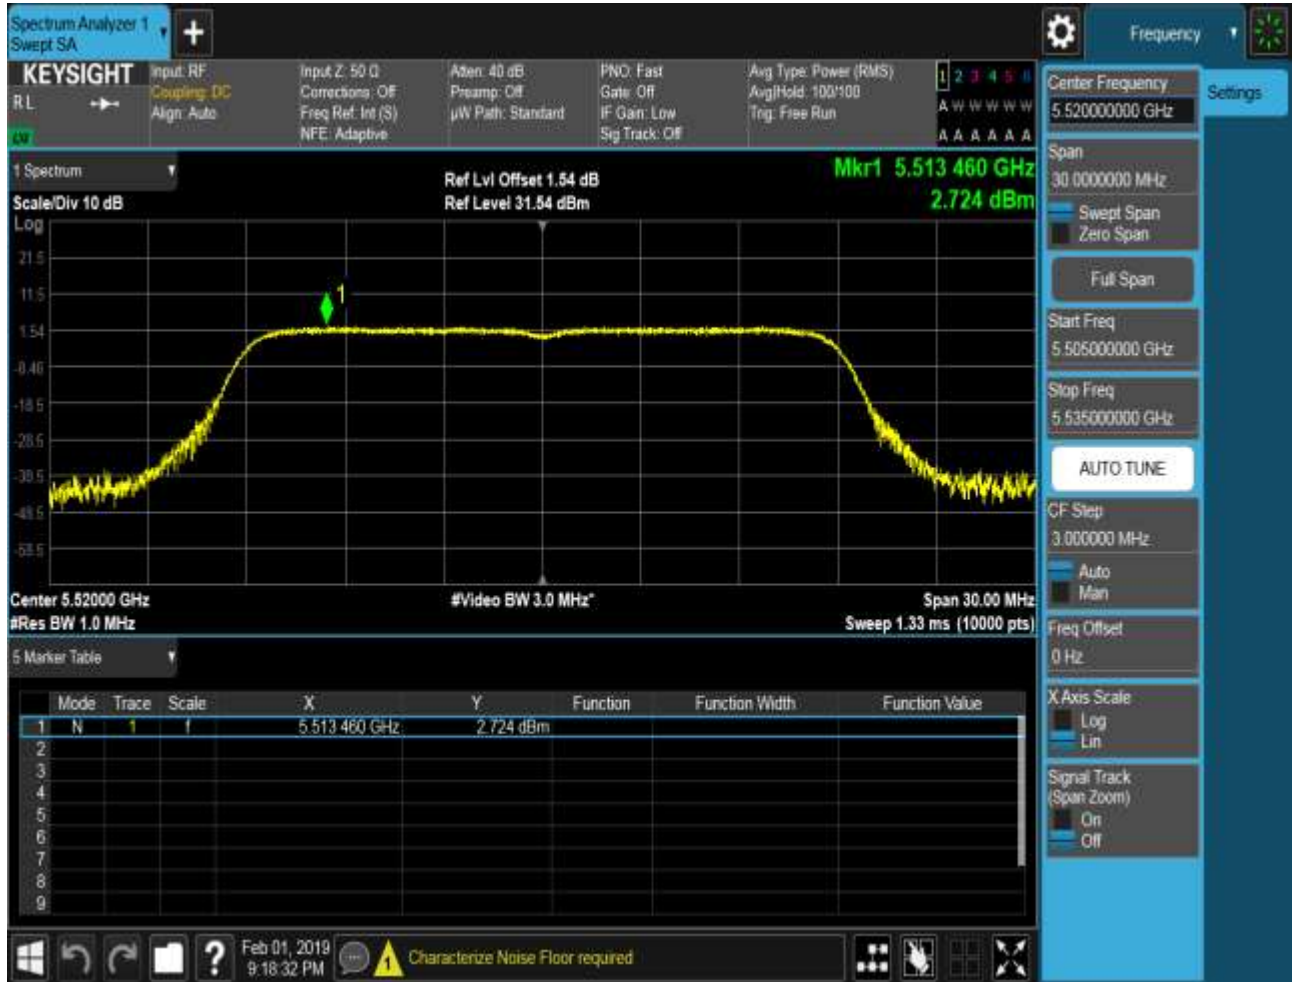 Spectrum Analyzer 1
Swept SA
+
Frequency
KEYSIGHT
RL
Input: RF
Coupling: DC
Align: Auto
Input Z: 50 Ω
Corrections: Off
Freq Ref: Int (S)
NFE: Adaptive
Atten: 40 dB
Preamp: Off
µW Path: Standard
PNO: Fast
Gate: Off
IF Gain: Low
Sig Track: Off
Avg Type: Power (RMS)
Avg|Hold: 100/100
Trig: Free Run
1 2 3 4 5 6
A W W W W W
A A A A A A
1 Spectrum
Scale/Div 10 dB
Ref Lvl Offset 1.54 dB
Ref Level 31.54 dBm
Mkr1 5.513 460 GHz
2.724 dBm
Log
21.5
11.5
1.54
-8.46
-18.5
-28.5
-38.5
-48.5
-58.5
1
Center 5.52000 GHz
#Res BW 1.0 MHz
#Video BW 3.0 MHz*
Span 30.00 MHz
Sweep 1.33 ms (10000 pts)
5 Marker Table
Mode Trace Scale X Y Function Function Width Function Value
1 N 1 f 5.513 460 GHz 2.724 dBm
2
3
4
5
6
7
8
9
Feb 01, 2019
9:18:32 PM
?
1
Characterize Noise Floor required
Settings
Center Frequency
5.520000000 GHz
Span
30.0000000 MHz
Swept Span
Zero Span
Full Span
Start Freq
5.505000000 GHz
Stop Freq
5.535000000 GHz
AUTO TUNE
CF Step
3.000000 MHz
Auto
Man
Freq Offset
0 Hz
X Axis Scale
Log
Lin
Signal Track
(Span Zoom)
On
Off